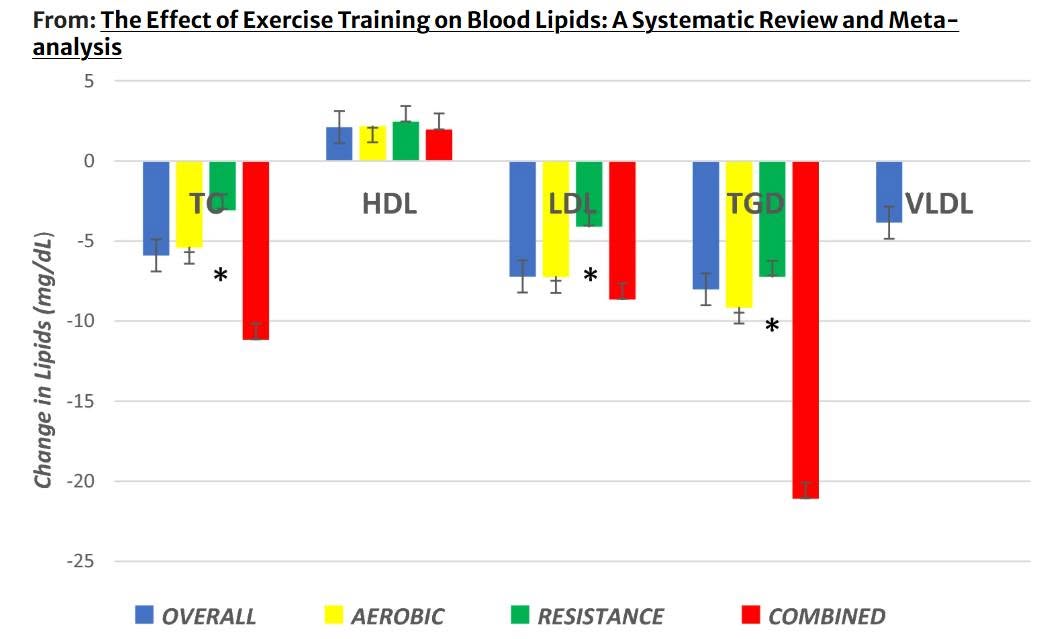 From: The Effect of Exercise Training on Blood Lipids: A Systematic Review and Meta-
analysis
Change in Lipids (mg/dL)
5
0
-5
-10
-15
-20
-25
TC HDL LDL TGD VLDL
* * *
OVERALL AEROBIC RESISTANCE COMBINED